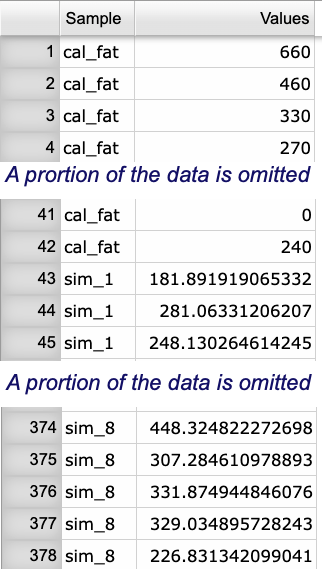 Sample Values
1 cal_fat 660
2 cal_fat 460
3 cal_fat 330
4 cal_fat 270
A prortion of the data is omitted
41 cal_fat 0
42 cal_fat 240
43 sim_1 181.891919065332
44 sim_1 281.06331206207
45 sim_1 248.130264614245
A prortion of the data is omitted
374 sim_8 448.324822272698
375 sim_8 307.284610978893
376 sim_8 331.874944846076
377 sim_8 329.034895728243
378 sim_8 226.831342099041